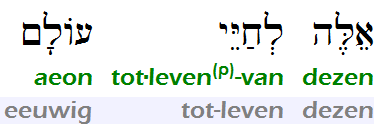 אֵלֶּה לְחַיֵּי עוֹלָם
aeon tot·leven(p)-van dezen
eeuwig tot-leven dezen